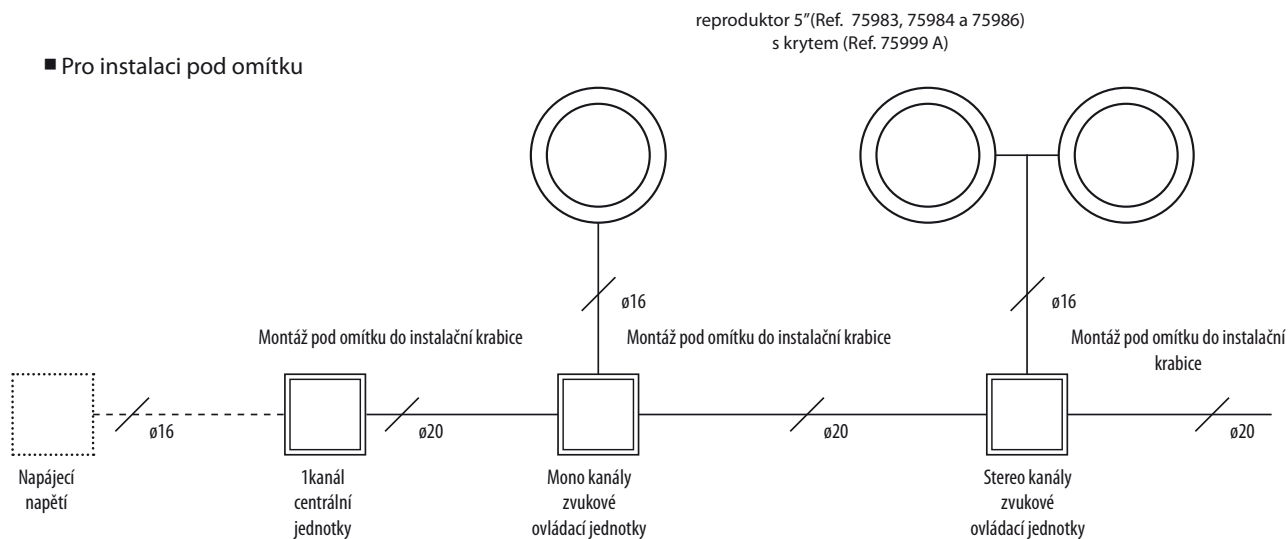 reproduktor 5”(Ref. 75983, 75984 a 75986)
s krytem (Ref. 75999 A)
■ Pro instalaci pod omítku
ø16
ø16
Montáž pod omítku do instalační krabice
Montáž pod omítku do instalační krabice
Montáž pod omítku do instalační
krabice
ø16
ø20
ø20
ø20
Napájecí
napětí
1kanál
centrální
jednotky
Mono kanály
zvukové
ovládací jednotky
Stereo kanály
zvukové
ovládací jednotky